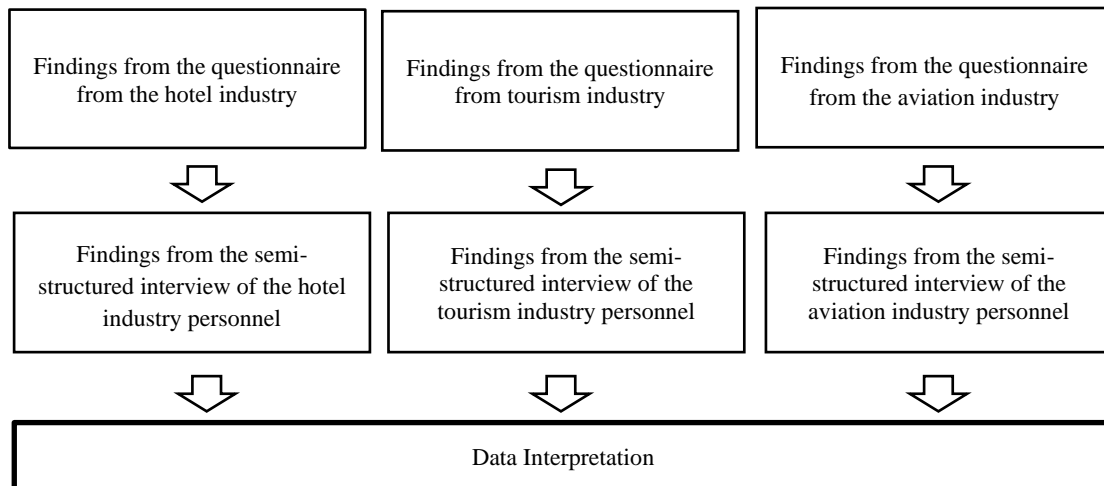 Findings from the questionnaire
from the hotel industry
Findings from the questionnaire
from tourism industry
Findings from the questionnaire
from the aviation industry
Findings from the semi-
structured interview of the hotel
industry personnel
Findings from the semi-
structured interview of the
tourism industry personnel
Findings from the semi-
structured interview of the
aviation industry personnel
Data Interpretation